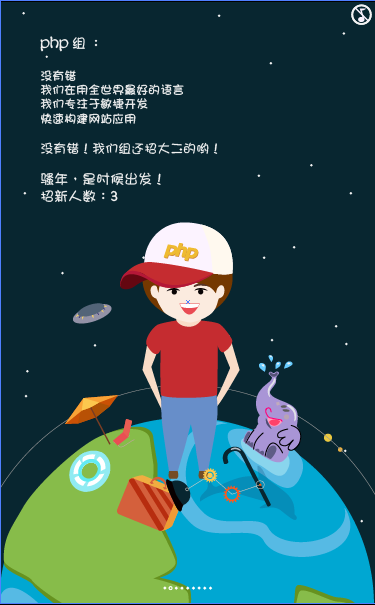 php 组：
没有错
我们在用全世界最好的语言
我们专注于敏捷开发
快速构建网站应用
没有错！我们组还招大二的哟！
骚年，是时候出发！
招新人数：3
php